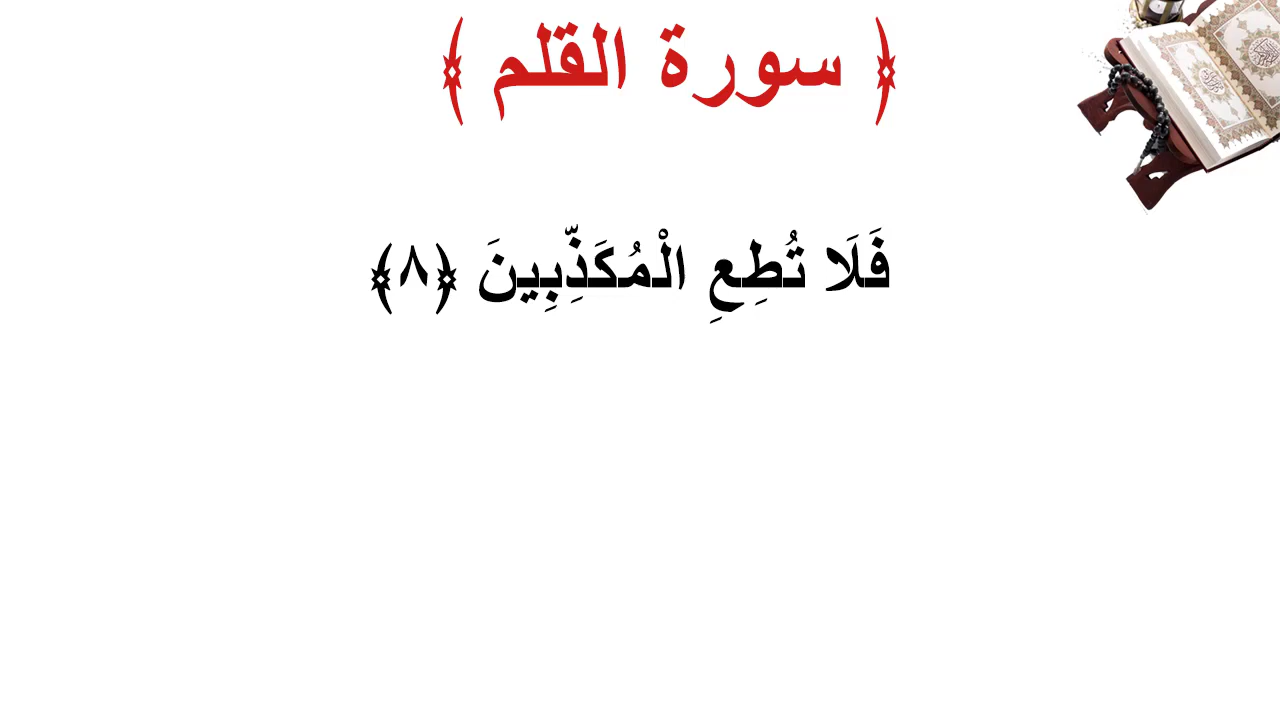 ﴿ سورة القلم ﴾
فَلَا تُطِعِ الْمُكَذِّبِينَ ﴿٨﴾